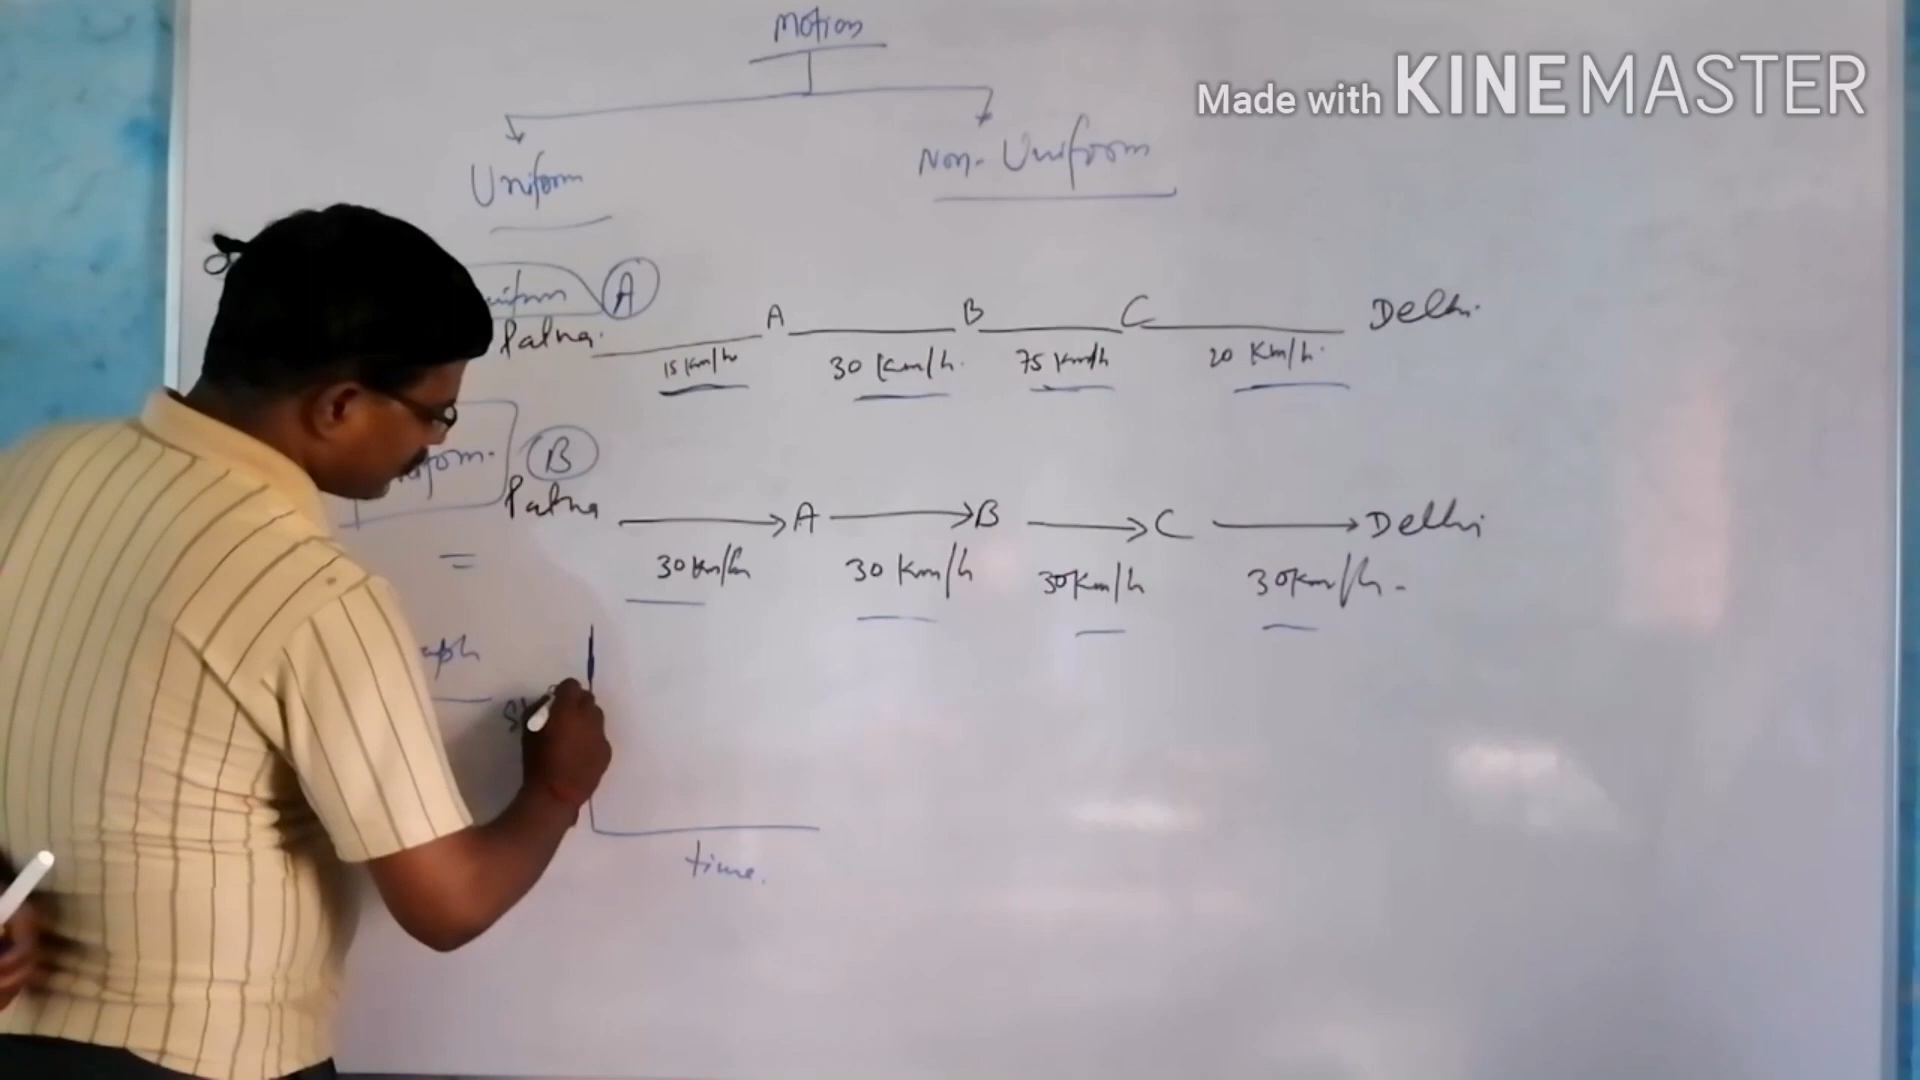 Motion
Made with KINEMASTER
Uniform Non-Uniform
A
Patna. A B C Delhi.
15 Km/h 30 Km/h. 75 Km/h 20 Km/h.
B
Patna A B C Delhi
=
30 Km/h 30 Km/h 30 Km/h 30 Km/h.
time.